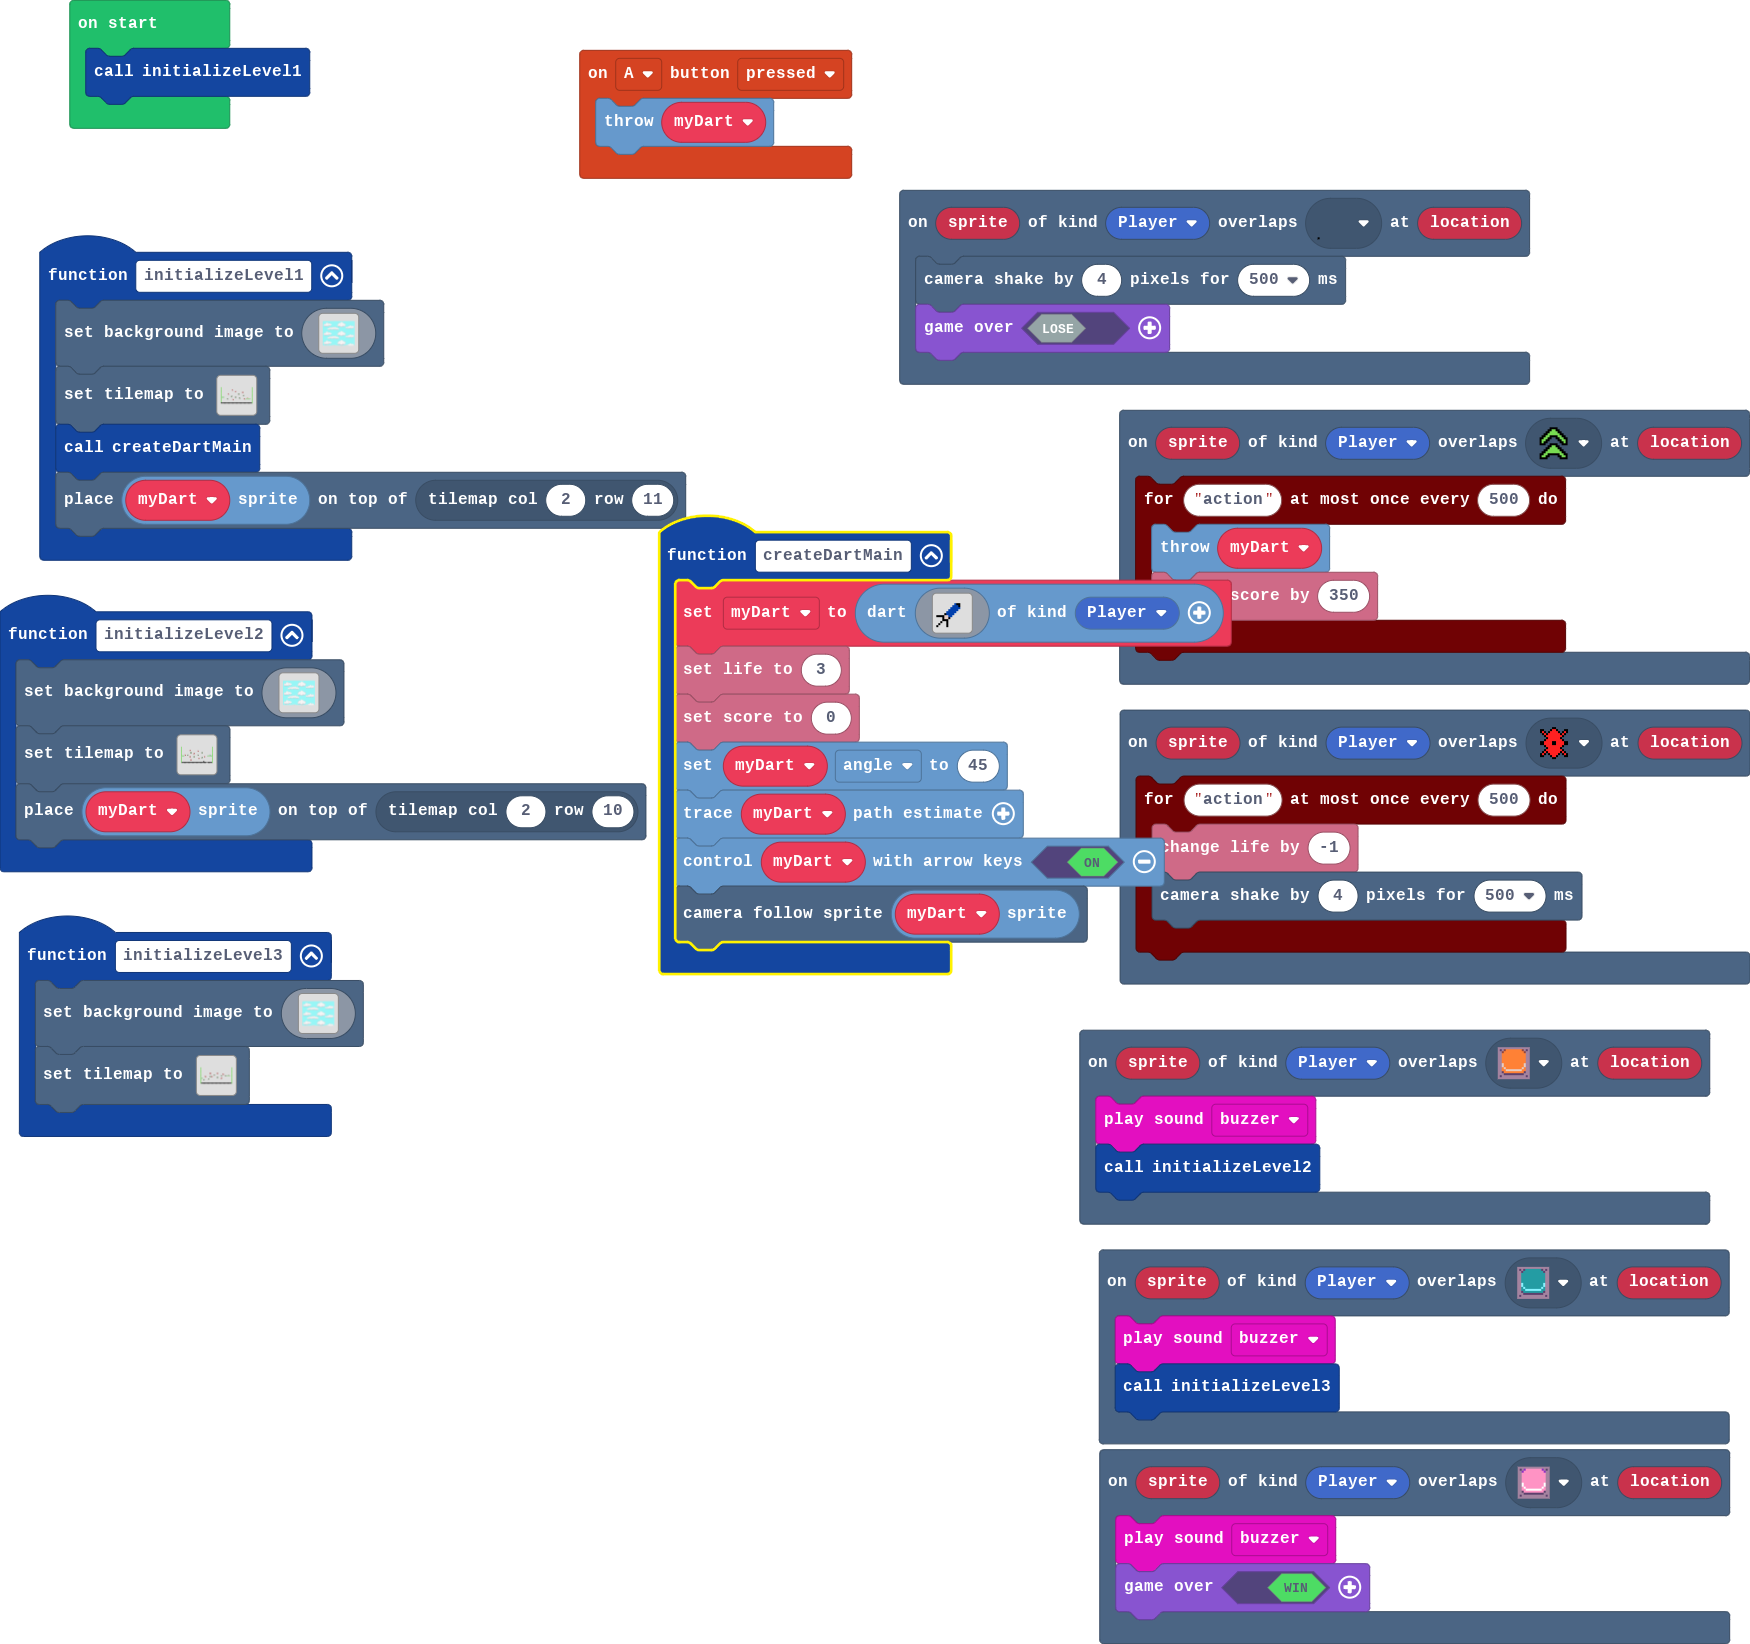 on start
call initializeLevel1
on A button pressed
throw myDart
on sprite of kind Player overlaps at location
camera shake by 4 pixels for 500 ms
game over LOSE
function initializeLevel1
set background image to
set tilemap to
call createDartMain
place myDart sprite on top of tilemap col 2 row 11
on sprite of kind Player overlaps at location
for "action" at most once every 500 do
throw myDart
score by 350
function createDartMain
set myDart to dart of kind Player
set life to 3
set score to 0
set myDart angle to 45
trace myDart path estimate
control myDart with arrow keys ON
camera follow sprite myDart sprite
function initializeLevel2
set background image to
set tilemap to
place myDart sprite on top of tilemap col 2 row 10
on sprite of kind Player overlaps at location
for "action" at most once every 500 do
change life by -1
camera shake by 4 pixels for 500 ms
function initializeLevel3
set background image to
set tilemap to
on sprite of kind Player overlaps at location
play sound buzzer
call initializeLevel2
on sprite of kind Player overlaps at location
play sound buzzer
call initializeLevel3
on sprite of kind Player overlaps at location
play sound buzzer
game over WIN